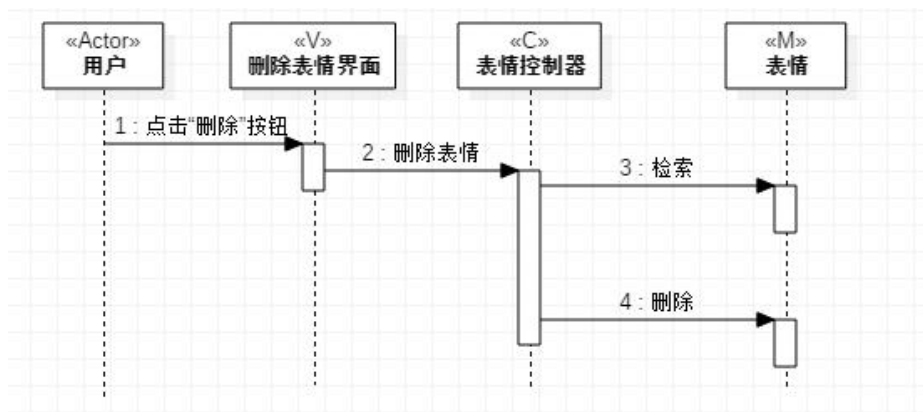 «Actor»
用户
«V»
删除表情界面
«C»
表情控制器
«M»
表情
1 : 点击“删除”按钮
2 : 删除表情
3 : 检索
4 : 删除